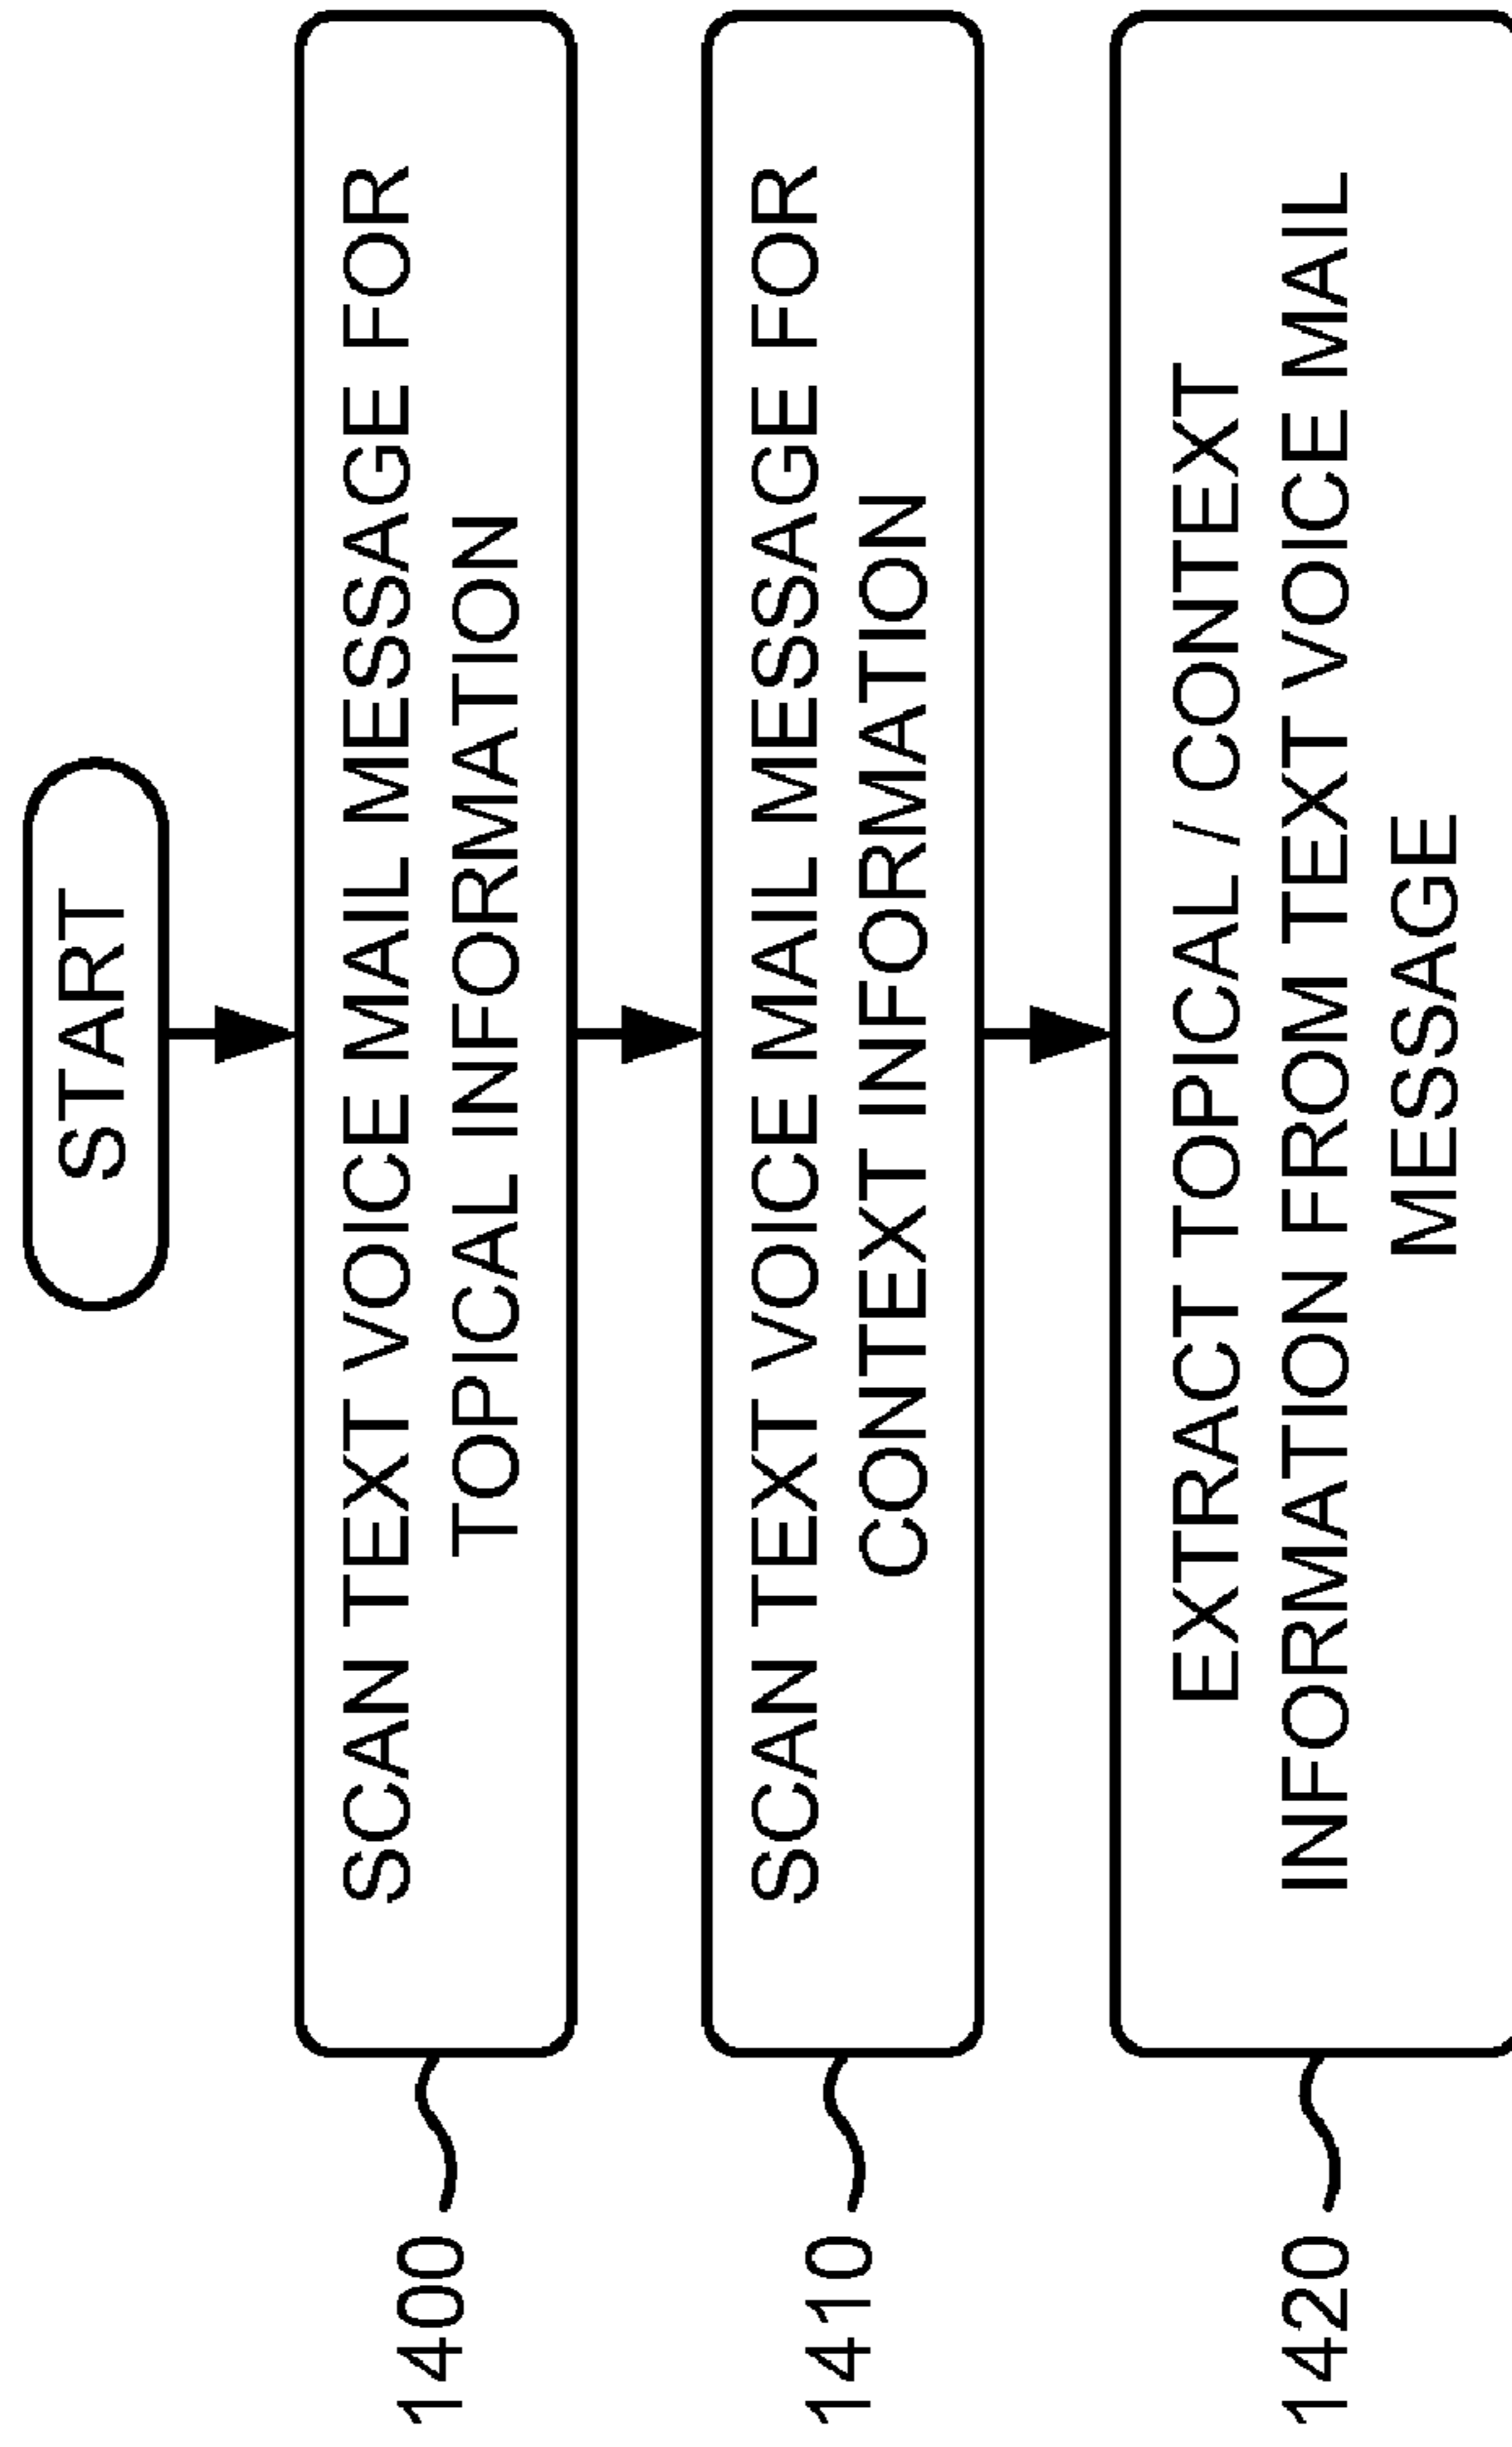 START
1400
SCAN TEXT VOICE MAIL MESSAGE FOR
TOPICAL INFORMATION
1410
SCAN TEXT VOICE MAIL MESSAGE FOR
CONTEXT INFORMATION
1420
EXTRACT TOPICAL / CONTEXT
INFORMATION FROM TEXT VOICE MAIL
MESSAGE